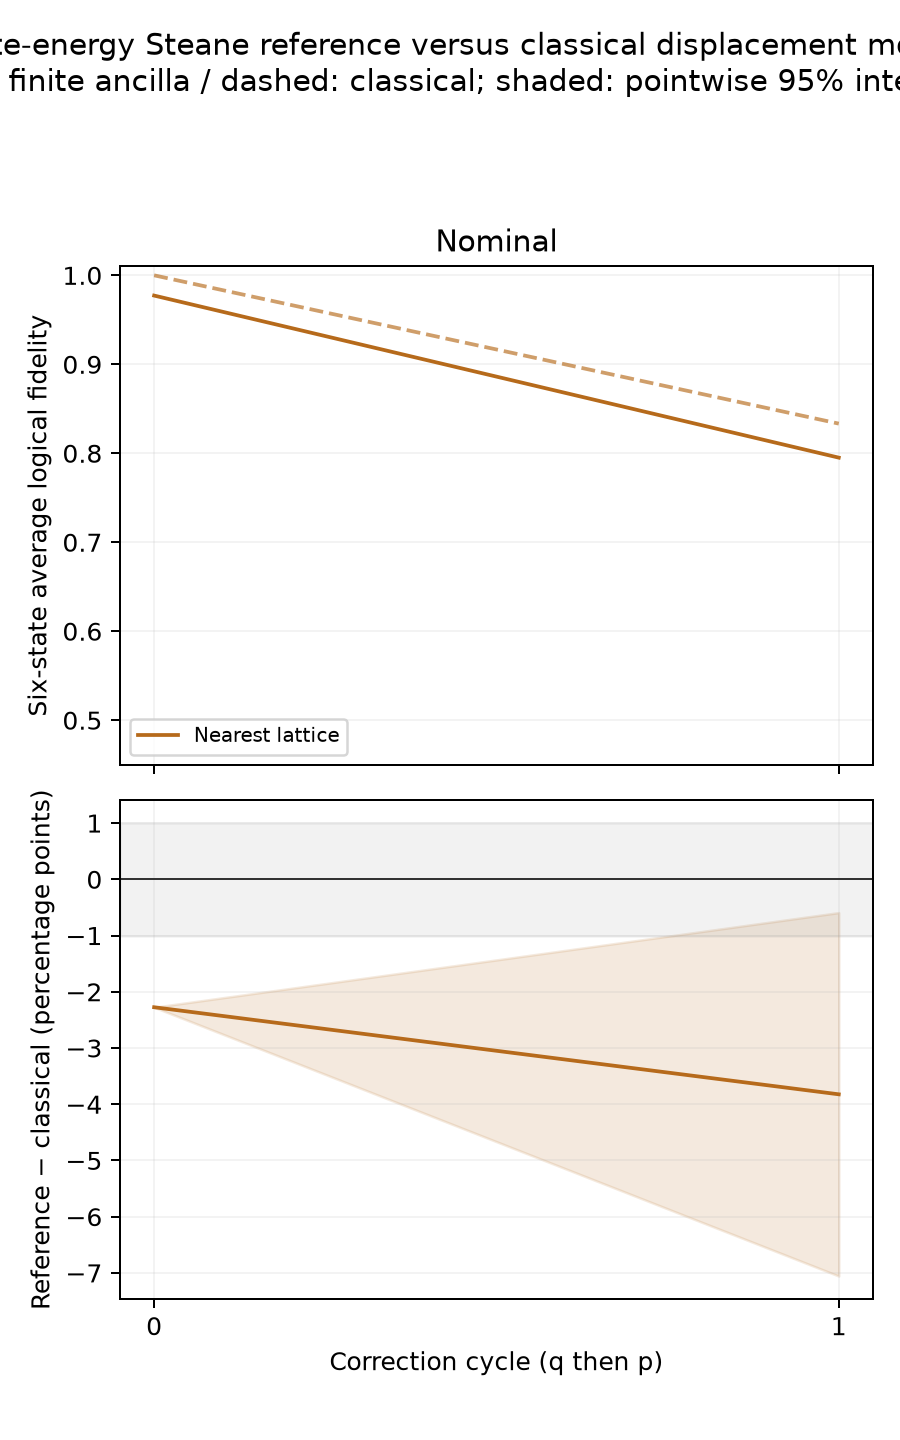 te-energy Steane reference versus classical displacement mo
finite ancilla / dashed: classical; shaded: pointwise 95% inte
Nominal
Six-state average logical fidelity
1.0
0.9
0.8
0.7
0.6
0.5
Nearest lattice
Reference − classical (percentage points)
1
0
−1
−2
−3
−4
−5
−6
−7
0 1
Correction cycle (q then p)